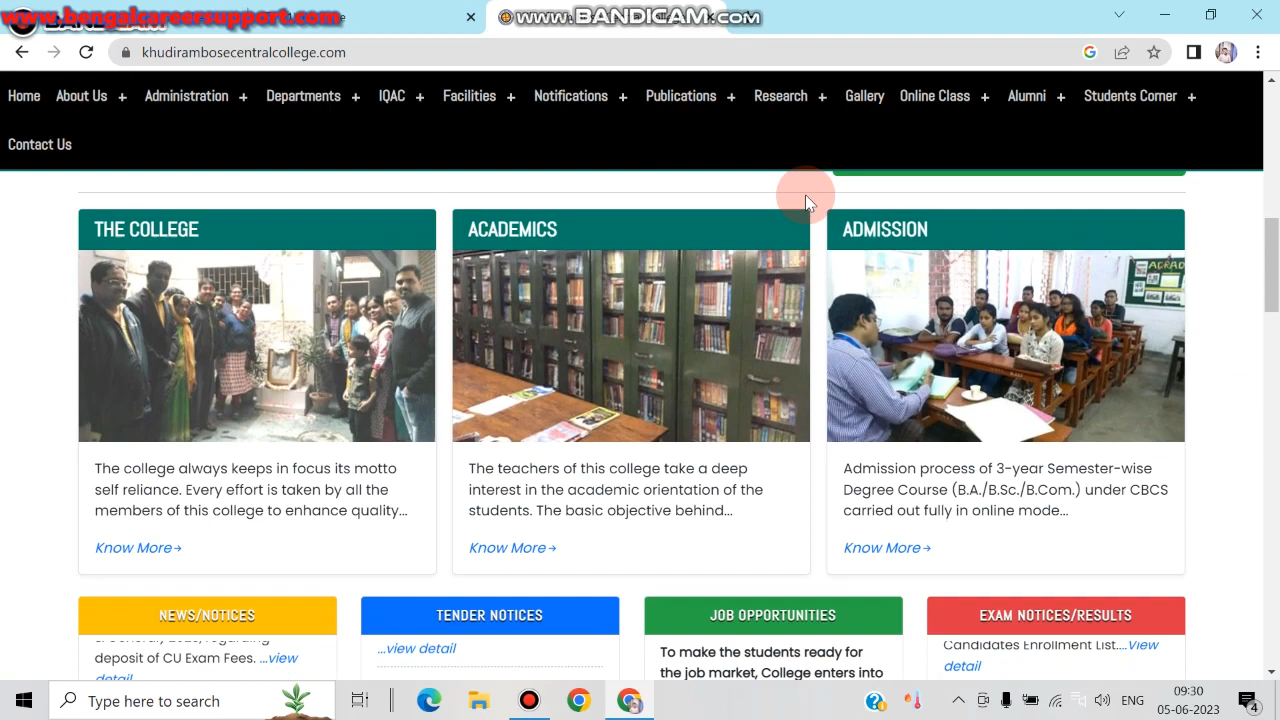 www.bengalcareersupport.com
www.BANDICAM.com
khudirambosecentralcollege.com
Home About Us + Administration + Departments + IQAC + Facilities + Notifications + Publications + Research + Gallery Online Class + Alumni + Students Corner +
Contact Us
THE COLLEGE
ACADEMICS
ADMISSION
AGRAD
The college always keeps in focus its motto
self reliance. Every effort is taken by all the
members of this college to enhance quality...
Know More→
The teachers of this college take a deep
interest in the academic orientation of the
students. The basic objective behind...
Know More→
Admission process of 3-year Semester-wise
Degree Course (B.A./B.Sc./B.Com.) under CBCS
carried out fully in online mode...
Know More→
NEWS/NOTICES
TENDER NOTICES
JOB OPPORTUNITIES
EXAM NOTICES/RESULTS
deposit of CU Exam Fees. ...view
detail
...view detail
To make the students ready for
the job market, College enters into
Candidates Enrollment List....View
detail
Type here to search
ENG
09:30
05-06-2023
4